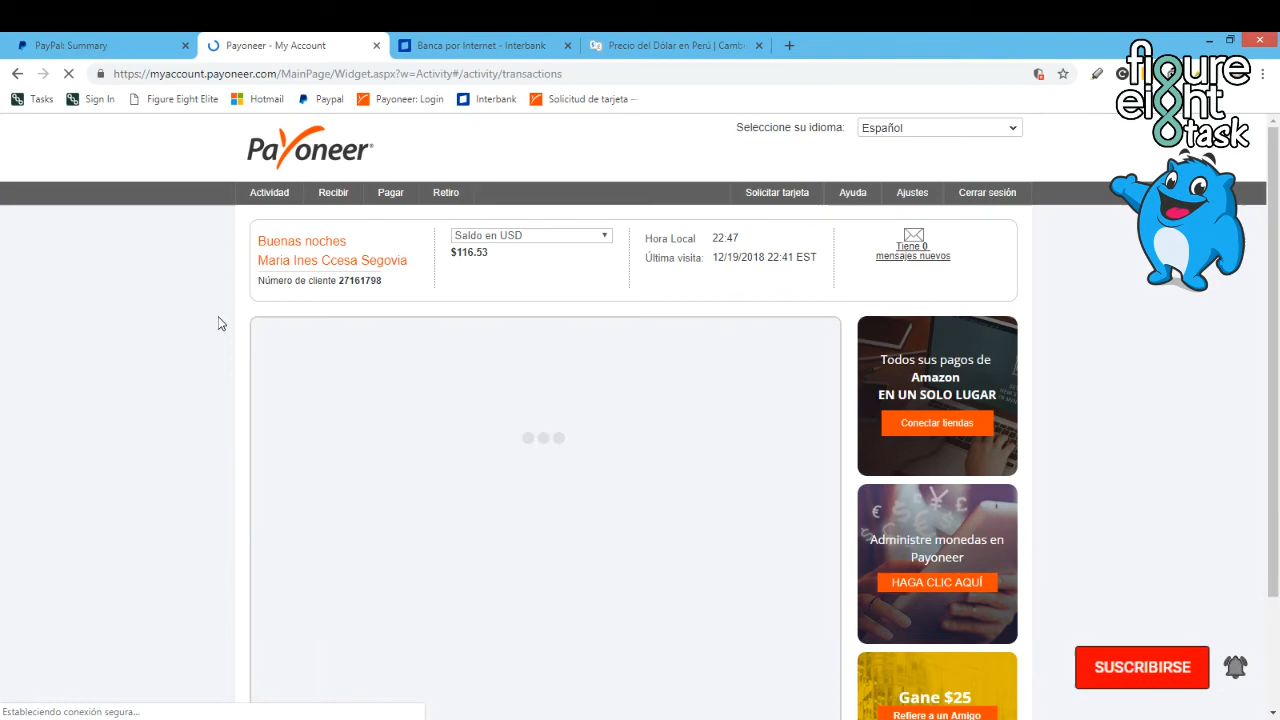 PayPal: Summary
Payoneer - My Account
Banca por Internet - Interbank
Precio del Dólar en Perú | Cambi
https://myaccount.payoneer.com/MainPage/Widget.aspx?w=Activity#/activity/transactions
Tasks
Sign In
Figure Eight Elite
Hotmail
Paypal
Payoneer: Login
Interbank
Solicitud de tarjeta –
figure
eight
task
Payoneer
Seleccione su idioma:
Español
Actividad
Recibir
Pagar
Retiro
Solicitar tarjeta
Ayuda
Ajustes
Cerrar sesión
Buenas noches
Maria Ines Ccesa Segovia
Número de cliente 27161798
Saldo en USD
$116.53
Hora Local 22:47
Última visita: 12/19/2018 22:41 EST
Tiene 0
mensajes nuevos
Todos sus pagos de
Amazon
EN UN SOLO LUGAR
Conectar tiendas
Administre monedas en
Payoneer
HAGA CLIC AQUÍ
Gane $25
Refiere a un Amigo
SUSCRIBIRSE
Estableciendo conexión segura...